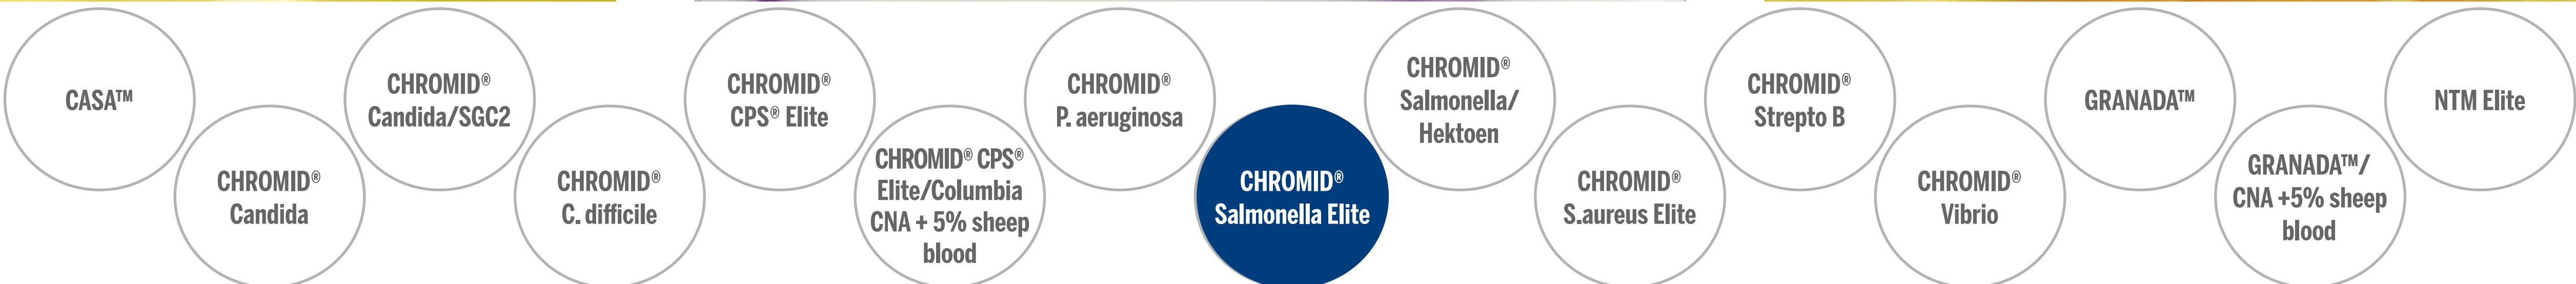 CASA™
CHROMID®
Candida
CHROMID®
Candida/SGC2
CHROMID®
C. difficile
CHROMID®
CPS® Elite
CHROMID® CPS®
Elite/Columbia
CNA + 5% sheep
blood
CHROMID®
P. aeruginosa
CHROMID®
Salmonella Elite
CHROMID®
Salmonella/
Hektoen
CHROMID®
S.aureus Elite
CHROMID®
Strepto B
CHROMID®
Vibrio
GRANADA™
GRANADA™/
CNA +5% sheep
blood
NTM Elite